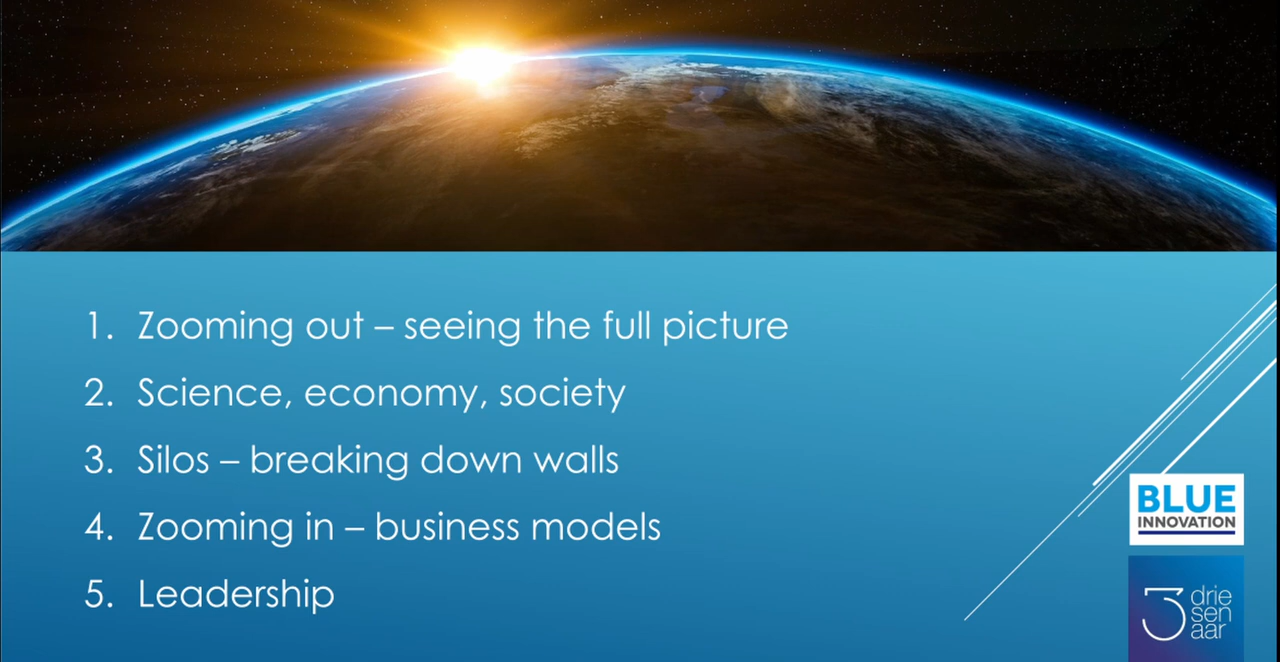 1. Zooming out – seeing the full picture
2. Science, economy, society
3. Silos – breaking down walls
4. Zooming in – business models
5. Leadership
BLUE
INNOVATION
3 drie
sen
aar